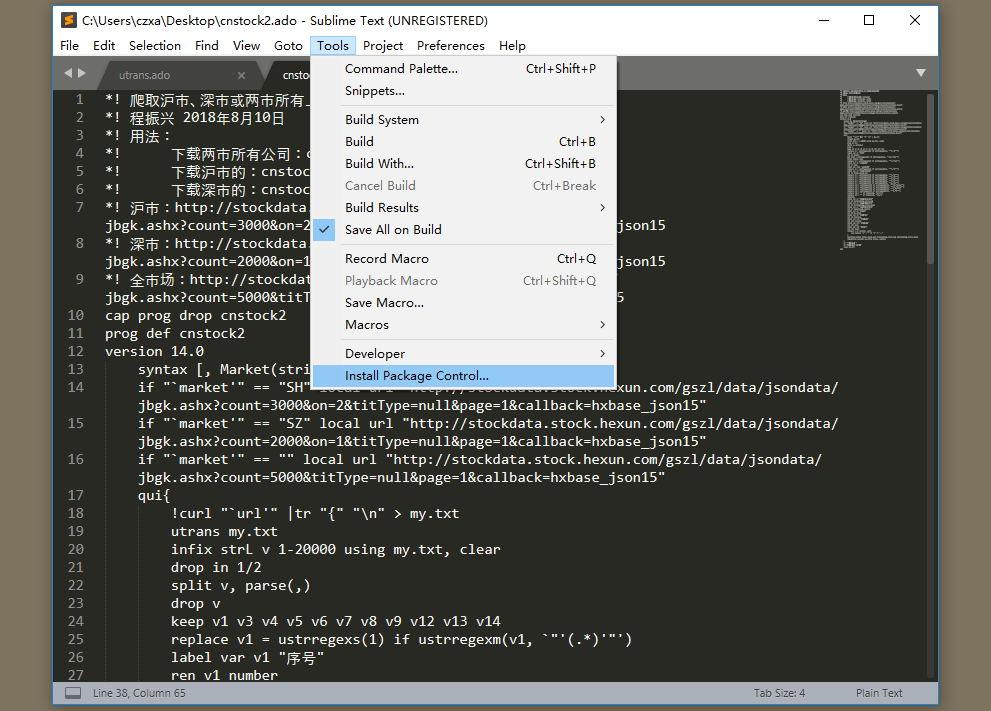 C:\Users\czxa\Desktop\cnstock2.ado - Sublime Text (UNREGISTERED)
File Edit Selection Find View Goto Tools Project Preferences Help
utrans.ado
cnsto
Command Palette... Ctrl+Shift+P
Snippets...
Build System
Build Ctrl+B
Build With... Ctrl+Shift+B
Cancel Build Ctrl+Break
Build Results
Save All on Build
Record Macro Ctrl+Q
Playback Macro Ctrl+Shift+Q
Save Macro...
Macros
Developer
Install Package Control...
1 *! 爬取沪市、深市或两市所有
2 *! 程振兴 2018年8月10日
3 *! 用法：
4 *! 下载两市所有公司：
5 *! 下载沪市的：cnstoc
6 *! 下载深市的：cnstoc
7 *! 沪市：http://stockdata.
jbgk.ashx?count=3000&on=2 json15
8 *! 深市：http://stockdata.
jbgk.ashx?count=2000&on=1 json15
9 *! 全市场：http://stockdat
jbgk.ashx?count=5000&titT 5
10 cap prog drop cnstock2
11 prog def cnstock2
12 version 14.0
13 syntax [, Market(stri
14 if "`market'" == "SH" local url "http://stockdata.stock.hexun.com/gszl/data/jsondata/
jbgk.ashx?count=3000&on=2&titType=null&page=1&callback=hxbase_json15"
15 if "`market'" == "SZ" local url "http://stockdata.stock.hexun.com/gszl/data/jsondata/
jbgk.ashx?count=2000&on=1&titType=null&page=1&callback=hxbase_json15"
16 if "`market'" == "" local url "http://stockdata.stock.hexun.com/gszl/data/jsondata/
jbgk.ashx?count=5000&titType=null&page=1&callback=hxbase_json15"
17 qui{
18 !curl "`url'" |tr "{" "\n" > my.txt
19 utrans my.txt
20 infix strL v 1-20000 using my.txt, clear
21 drop in 1/2
22 split v, parse(,)
23 drop v
24 keep v1 v3 v4 v5 v6 v7 v8 v9 v12 v13 v14
25 replace v1 = ustrregexs(1) if ustrregexm(v1, `"'(.*)'"')
26 label var v1 "序号"
27 ren v1 number
Line 38, Column 65 Tab Size: 4 Plain Text